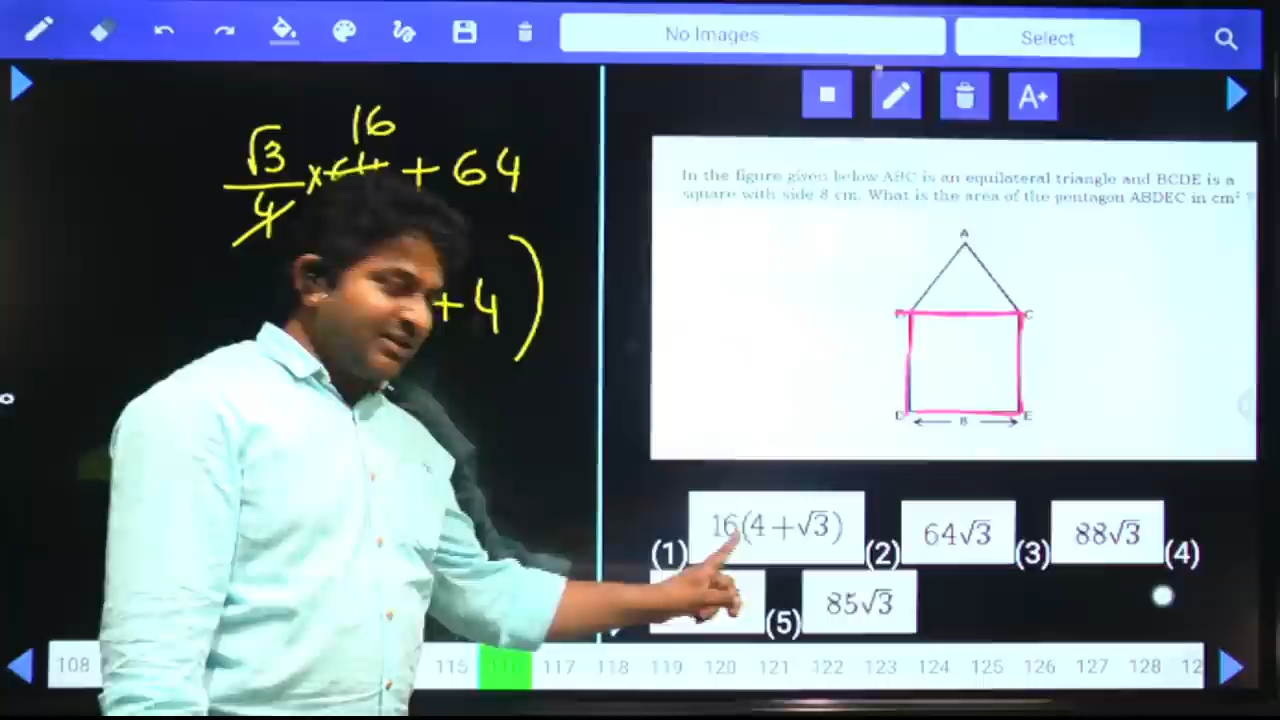 No Images
Select
A+
√3/4 × 64 + 64
16
+ 4 )
In the figure given below ABC is an equilateral triangle and BCDE is a
square with side 8 cm. What is the area of the pentagon ABDEC in cm² ?
A
C
E
8
(1) 16(4+√3) (2) 64√3 (3) 88√3 (4)
(5) 85√3
108 115 116 117 118 119 120 121 122 123 124 125 126 127 128 12